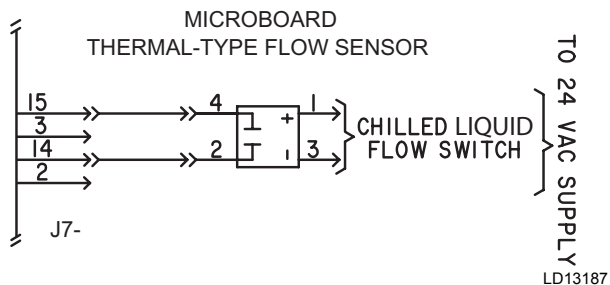 MICROBOARD
THERMAL-TYPE FLOW SENSOR
15
3
14
2
4
2
+
-
1
3
CHILLED LIQUID
FLOW SWITCH
TO 24 VAC SUPPLY
J7-
LD13187